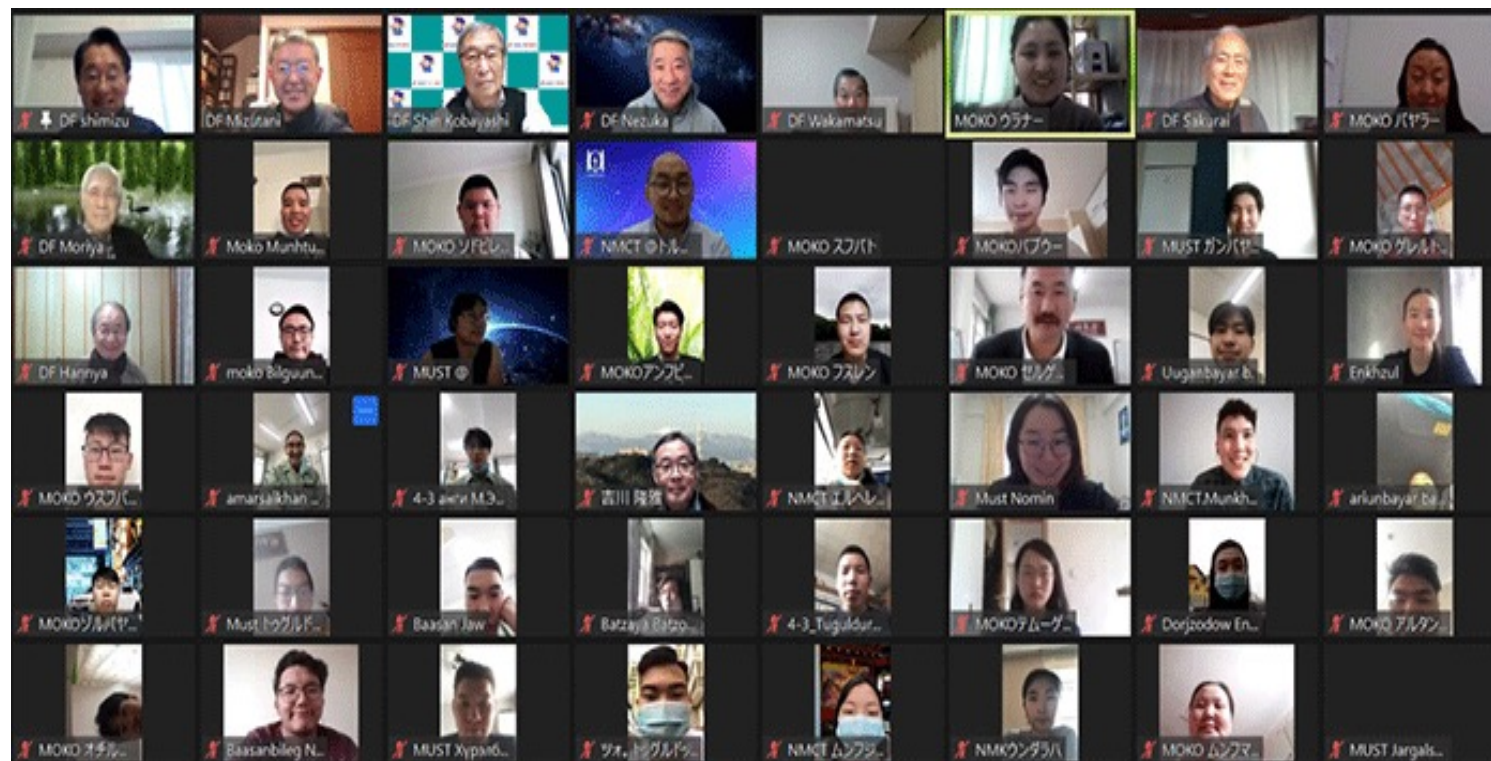 DF shimizu
DF Mizutani
DF Shin Kobayashi
DF Nezuka
DF Wakamatsu
MOKO ウラナー
DF Sakurai
MOKO バヤラー
DF Moriya
Moko Munhtu...
MOKO ソドビレ...
NMCT @トル...
MOKO スフバト
MOKOバブウー
MUST ガンバヤ...
MOKO グレルト...
DF Hannya
moko Bilguun...
MUST @
MOKOアンフビ...
MOKO フスレン
MOKO ゼルゲ...
Uuganbayar b.
Enkhzul
MOKO ウスフバ...
amarsaikhan ...
4-3 анги М.Э...
吉川 隆雅
NMCT エルヘレ...
Must Nomin
NMCT.Munkh...
ariunbayar ba...
MOKOゾルバヤ...
Must トゥグルド...
Baasan Jaw
Batzaya Batzo...
4-3_Tuguldur...
MOKOテムーゲ...
Dorjzodow En...
MOKO アルタン...
MOKO オチル...
Baasanbileg N...
MUST Хүрэлб...
ツォ. トゥグルドゥ...
NMCT ムンフジ...
NMKウンダラハ
MOKO ムンフマ...
MUST Jargals...